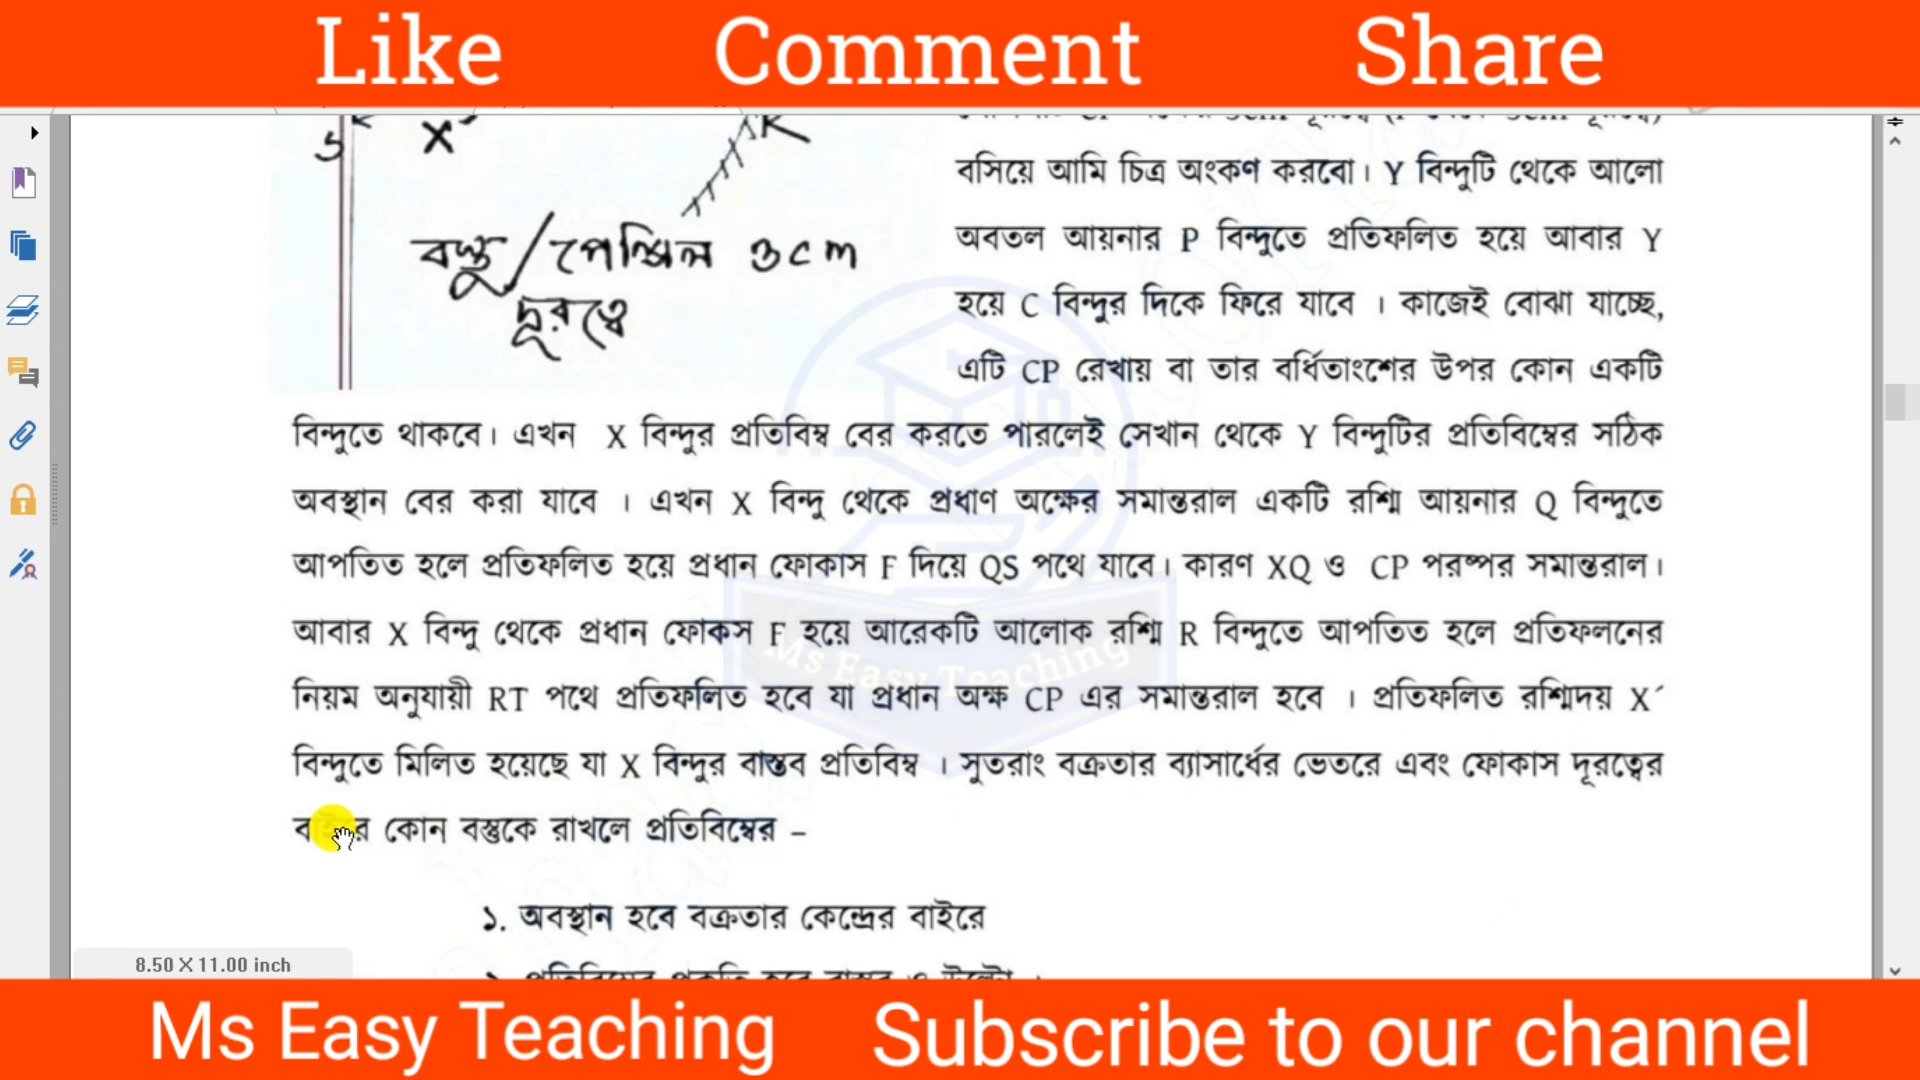 Like Comment Share
S X´ R
বস্তু/পেন্সিল ৩cm
দূরত্বে
বসিয়ে আমি চিত্র অংকণ করবো। Y বিন্দুটি থেকে আলো
অবতল আয়নার P বিন্দুতে প্রতিফলিত হয়ে আবার Y
হয়ে C বিন্দুর দিকে ফিরে যাবে । কাজেই বোঝা যাচ্ছে,
এটি CP রেখায় বা তার বর্ধিতাংশের উপর কোন একটি
বিন্দুতে থাকবে। এখন X বিন্দুর প্রতিবিম্ব বের করতে পারলেই সেখান থেকে Y বিন্দুটির প্রতিবিম্বের সঠিক
অবস্থান বের করা যাবে । এখন X বিন্দু থেকে প্রধাণ অক্ষের সমান্তরাল একটি রশ্মি আয়নার Q বিন্দুতে
আপতিত হলে প্রতিফলিত হয়ে প্রধান ফোকাস F দিয়ে QS পথে যাবে। কারণ XQ ও CP পরষ্পর সমান্তরাল।
আবার X বিন্দু থেকে প্রধান ফোকস F হয়ে আরেকটি আলোক রশ্মি R বিন্দুতে আপতিত হলে প্রতিফলনের
নিয়ম অনুযায়ী RT পথে প্রতিফলিত হবে যা প্রধান অক্ষ CP এর সমান্তরাল হবে । প্রতিফলিত রশ্মিদয় X´
বিন্দুতে মিলিত হয়েছে যা X বিন্দুর বাস্তব প্রতিবিম্ব । সুতরাং বক্রতার ব্যাসার্ধের ভেতরে এবং ফোকাস দূরত্বের
বাইরে কোন বস্তুকে রাখলে প্রতিবিম্বের –
Ms Easy Teaching
১. অবস্থান হবে বক্রতার কেন্দ্রের বাইরে
8.50 X 11.00 inch
Ms Easy Teaching Subscribe to our channel